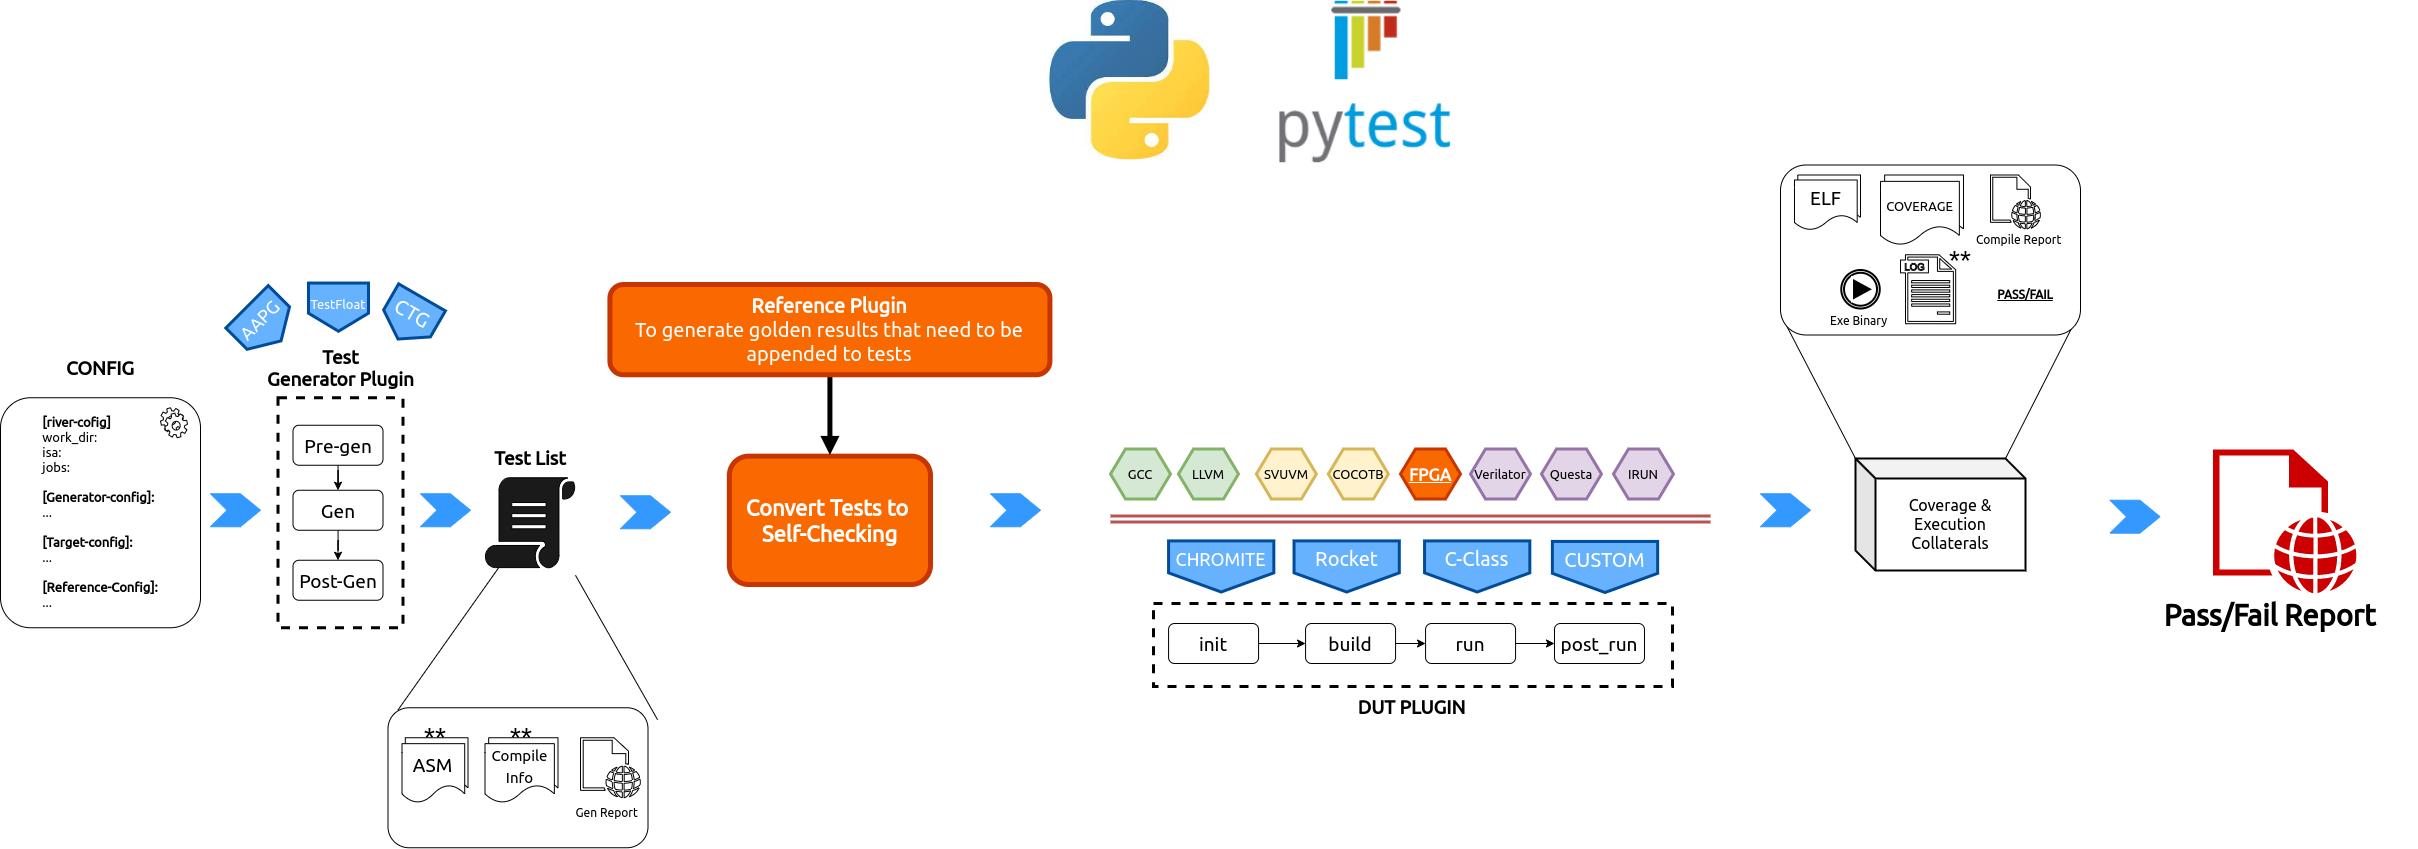 pytest
CONFIG
[river-cofig]
work_dir:
isa:
jobs:
[Generator-config]:
...
[Target-config]:
...
[Reference-Config]:
...
AAPG
TestFloat
CTG
Test
Generator Plugin
Pre-gen
Gen
Post-Gen
Test List
**
**
ASM
Compile
Info
Gen Report
Reference Plugin
To generate golden results that need to be
appended to tests
Convert Tests to
Self-Checking
GCC
LLVM
SVUVM
COCOTB
FPGA
Verilator
Questa
IRUN
CHROMITE
Rocket
C-Class
CUSTOM
init
build
run
post_run
DUT PLUGIN
ELF
COVERAGE
Compile Report
Exe Binary
LOG
**
PASS/FAIL
Coverage &
Execution
Collaterals
Pass/Fail Report